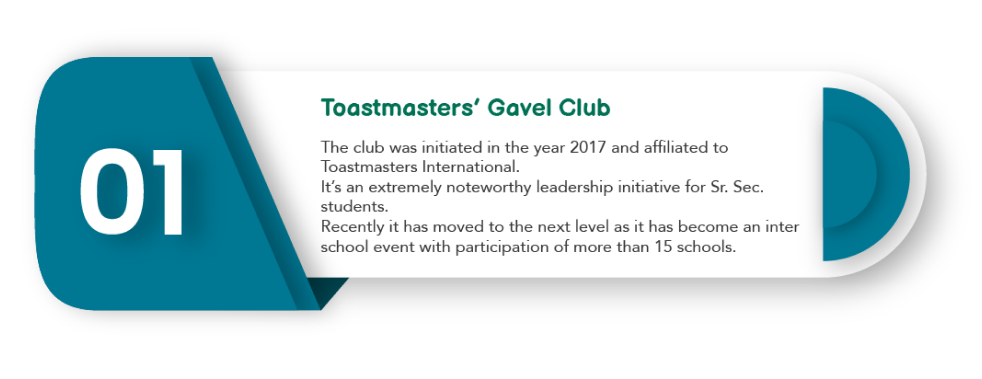 01
Toastmasters’ Gavel Club
The club was initiated in the year 2017 and affiliated to
Toastmasters International.
It’s an extremely noteworthy leadership initiative for Sr. Sec.
students.
Recently it has moved to the next level as it has become an inter
school event with participation of more than 15 schools.